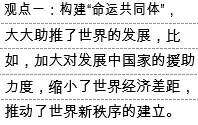 观点一：构建“命运共同体”，
大大助推了世界的发展，比
如，加大对发展中国家的援助
力度，缩小了世界经济差距，
推动了世界新秩序的建立。